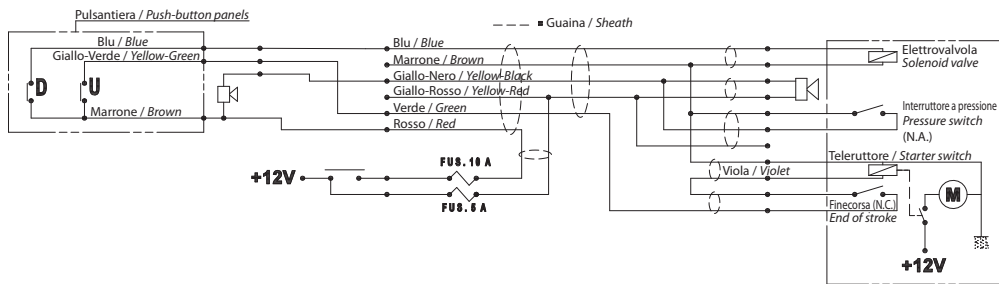 Pulsantiera / Push-button panels
Guaina / Sheath
Blu / Blue
Giallo-Verde / Yellow-Green
D
U
Marrone / Brown
Blu / Blue
Marrone / Brown
Giallo-Nero / Yellow-Black
Giallo-Rosso / Yellow-Red
Verde / Green
Rosso / Red
+12V
FUS. 10 A
FUS. 5 A
Elettrovalvola
Solenoid valve
Interruttore a pressione
Pressure switch
(N.A.)
Teleruttore / Starter switch
Viola / Violet
Finecorsa (N.C.)
End of stroke
M
+12V